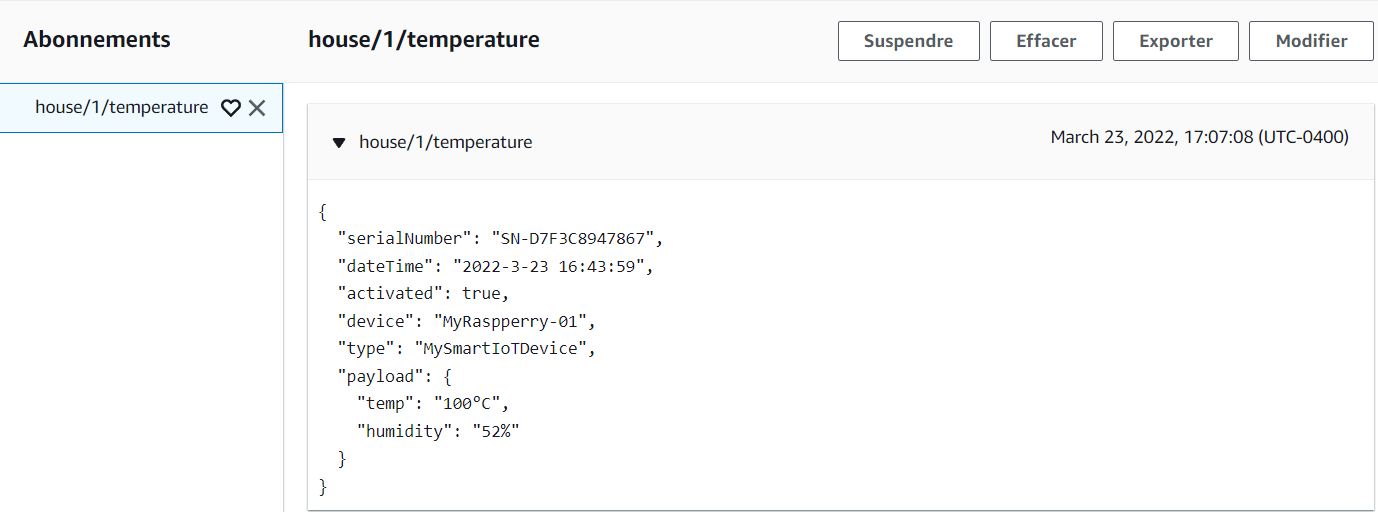 Abonnements
house/1/temperature
Suspendre
Effacer
Exporter
Modifier
house/1/temperature
house/1/temperature
March 23, 2022, 17:07:08 (UTC-0400)
{
  "serialNumber": "SN-D7F3C8947867",
  "dateTime": "2022-3-23 16:43:59",
  "activated": true,
  "device": "MyRaspperry-01",
  "type": "MySmartIoTDevice",
  "payload": {
    "temp": "100°C",
    "humidity": "52%"
  }
}